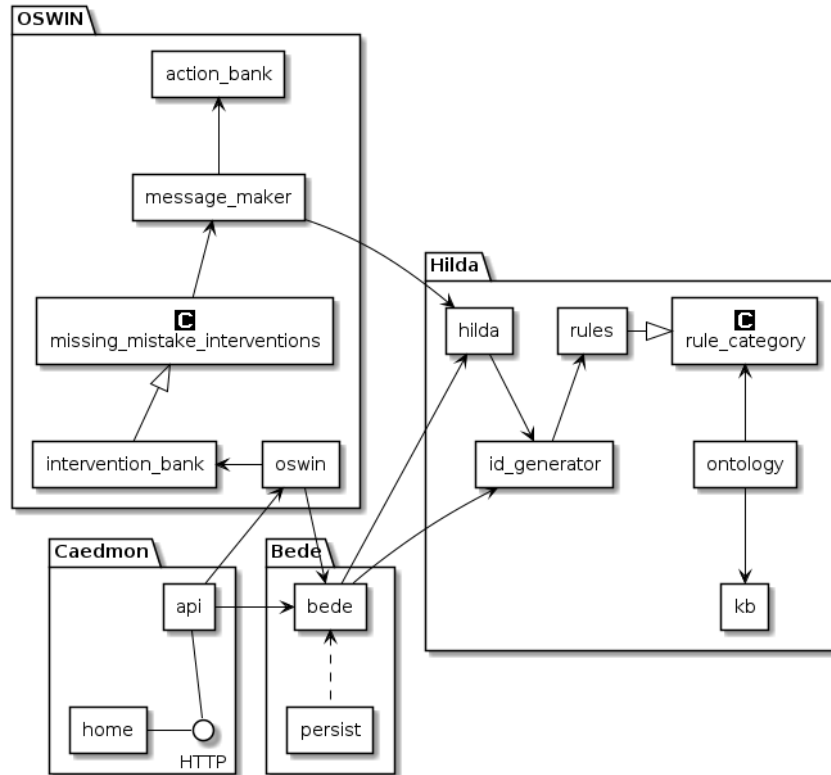 OSWIN
action_bank
message_maker
C
missing_mistake_interventions
intervention_bank
oswin
Hilda
hilda
rules
C
rule_category
id_generator
ontology
kb
Caedmon
api
home
HTTP
Bede
bede
persist